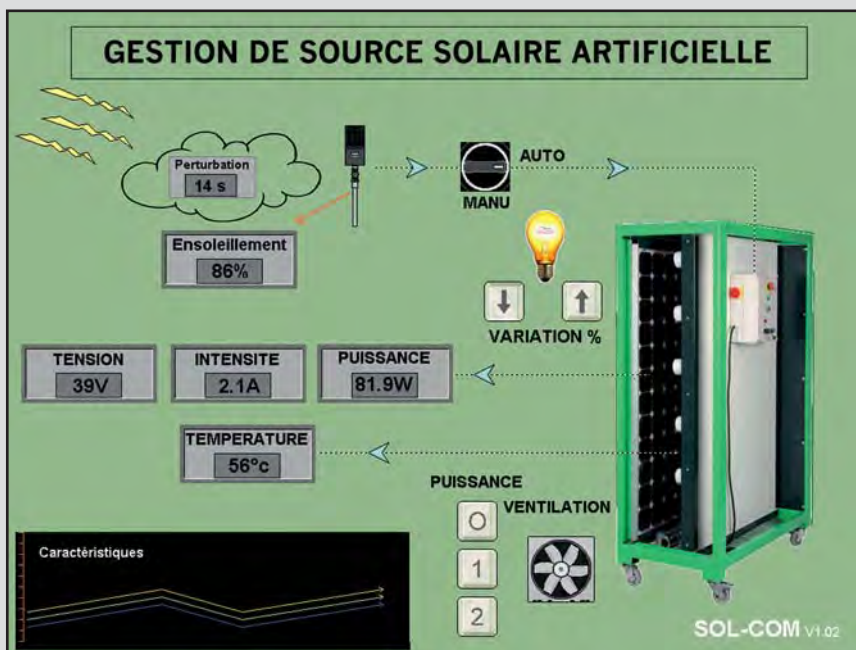 GESTION DE SOURCE SOLAIRE ARTIFICIELLE
Perturbation
14 s
AUTO
MANU
Ensoleillement
86%
VARIATION %
TENSION
39V
INTENSITE
2.1A
PUISSANCE
81.9W
TEMPERATURE
56°c
PUISSANCE
VENTILATION
0
1
2
Caractéristiques
SOL-COM V1.02